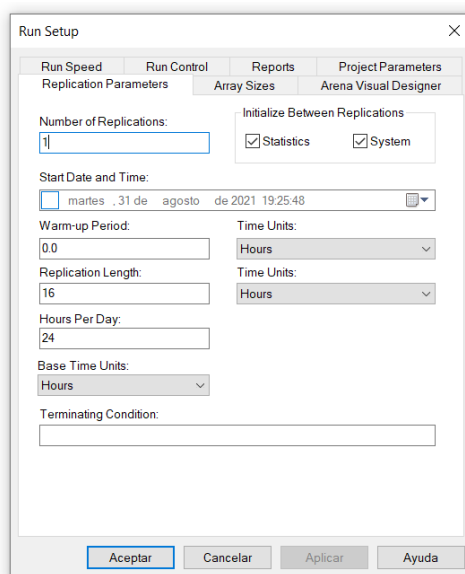 Run Setup
Run Speed Run Control Reports Project Parameters
Replication Parameters Array Sizes Arena Visual Designer
Number of Replications:
1
Initialize Between Replications
Statistics System
Start Date and Time:
martes , 31 de agosto de 2021 19:25:48
Warm-up Period: Time Units:
0.0 Hours
Replication Length: Time Units:
16 Hours
Hours Per Day:
24
Base Time Units:
Hours
Terminating Condition:
Aceptar Cancelar Aplicar Ayuda